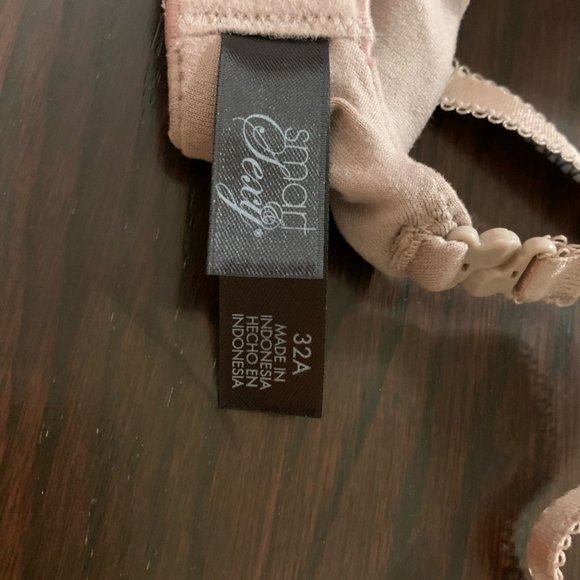 smart
& Sexy®
32A
MADE IN
INDONESIA
HECHO EN
INDONESIA